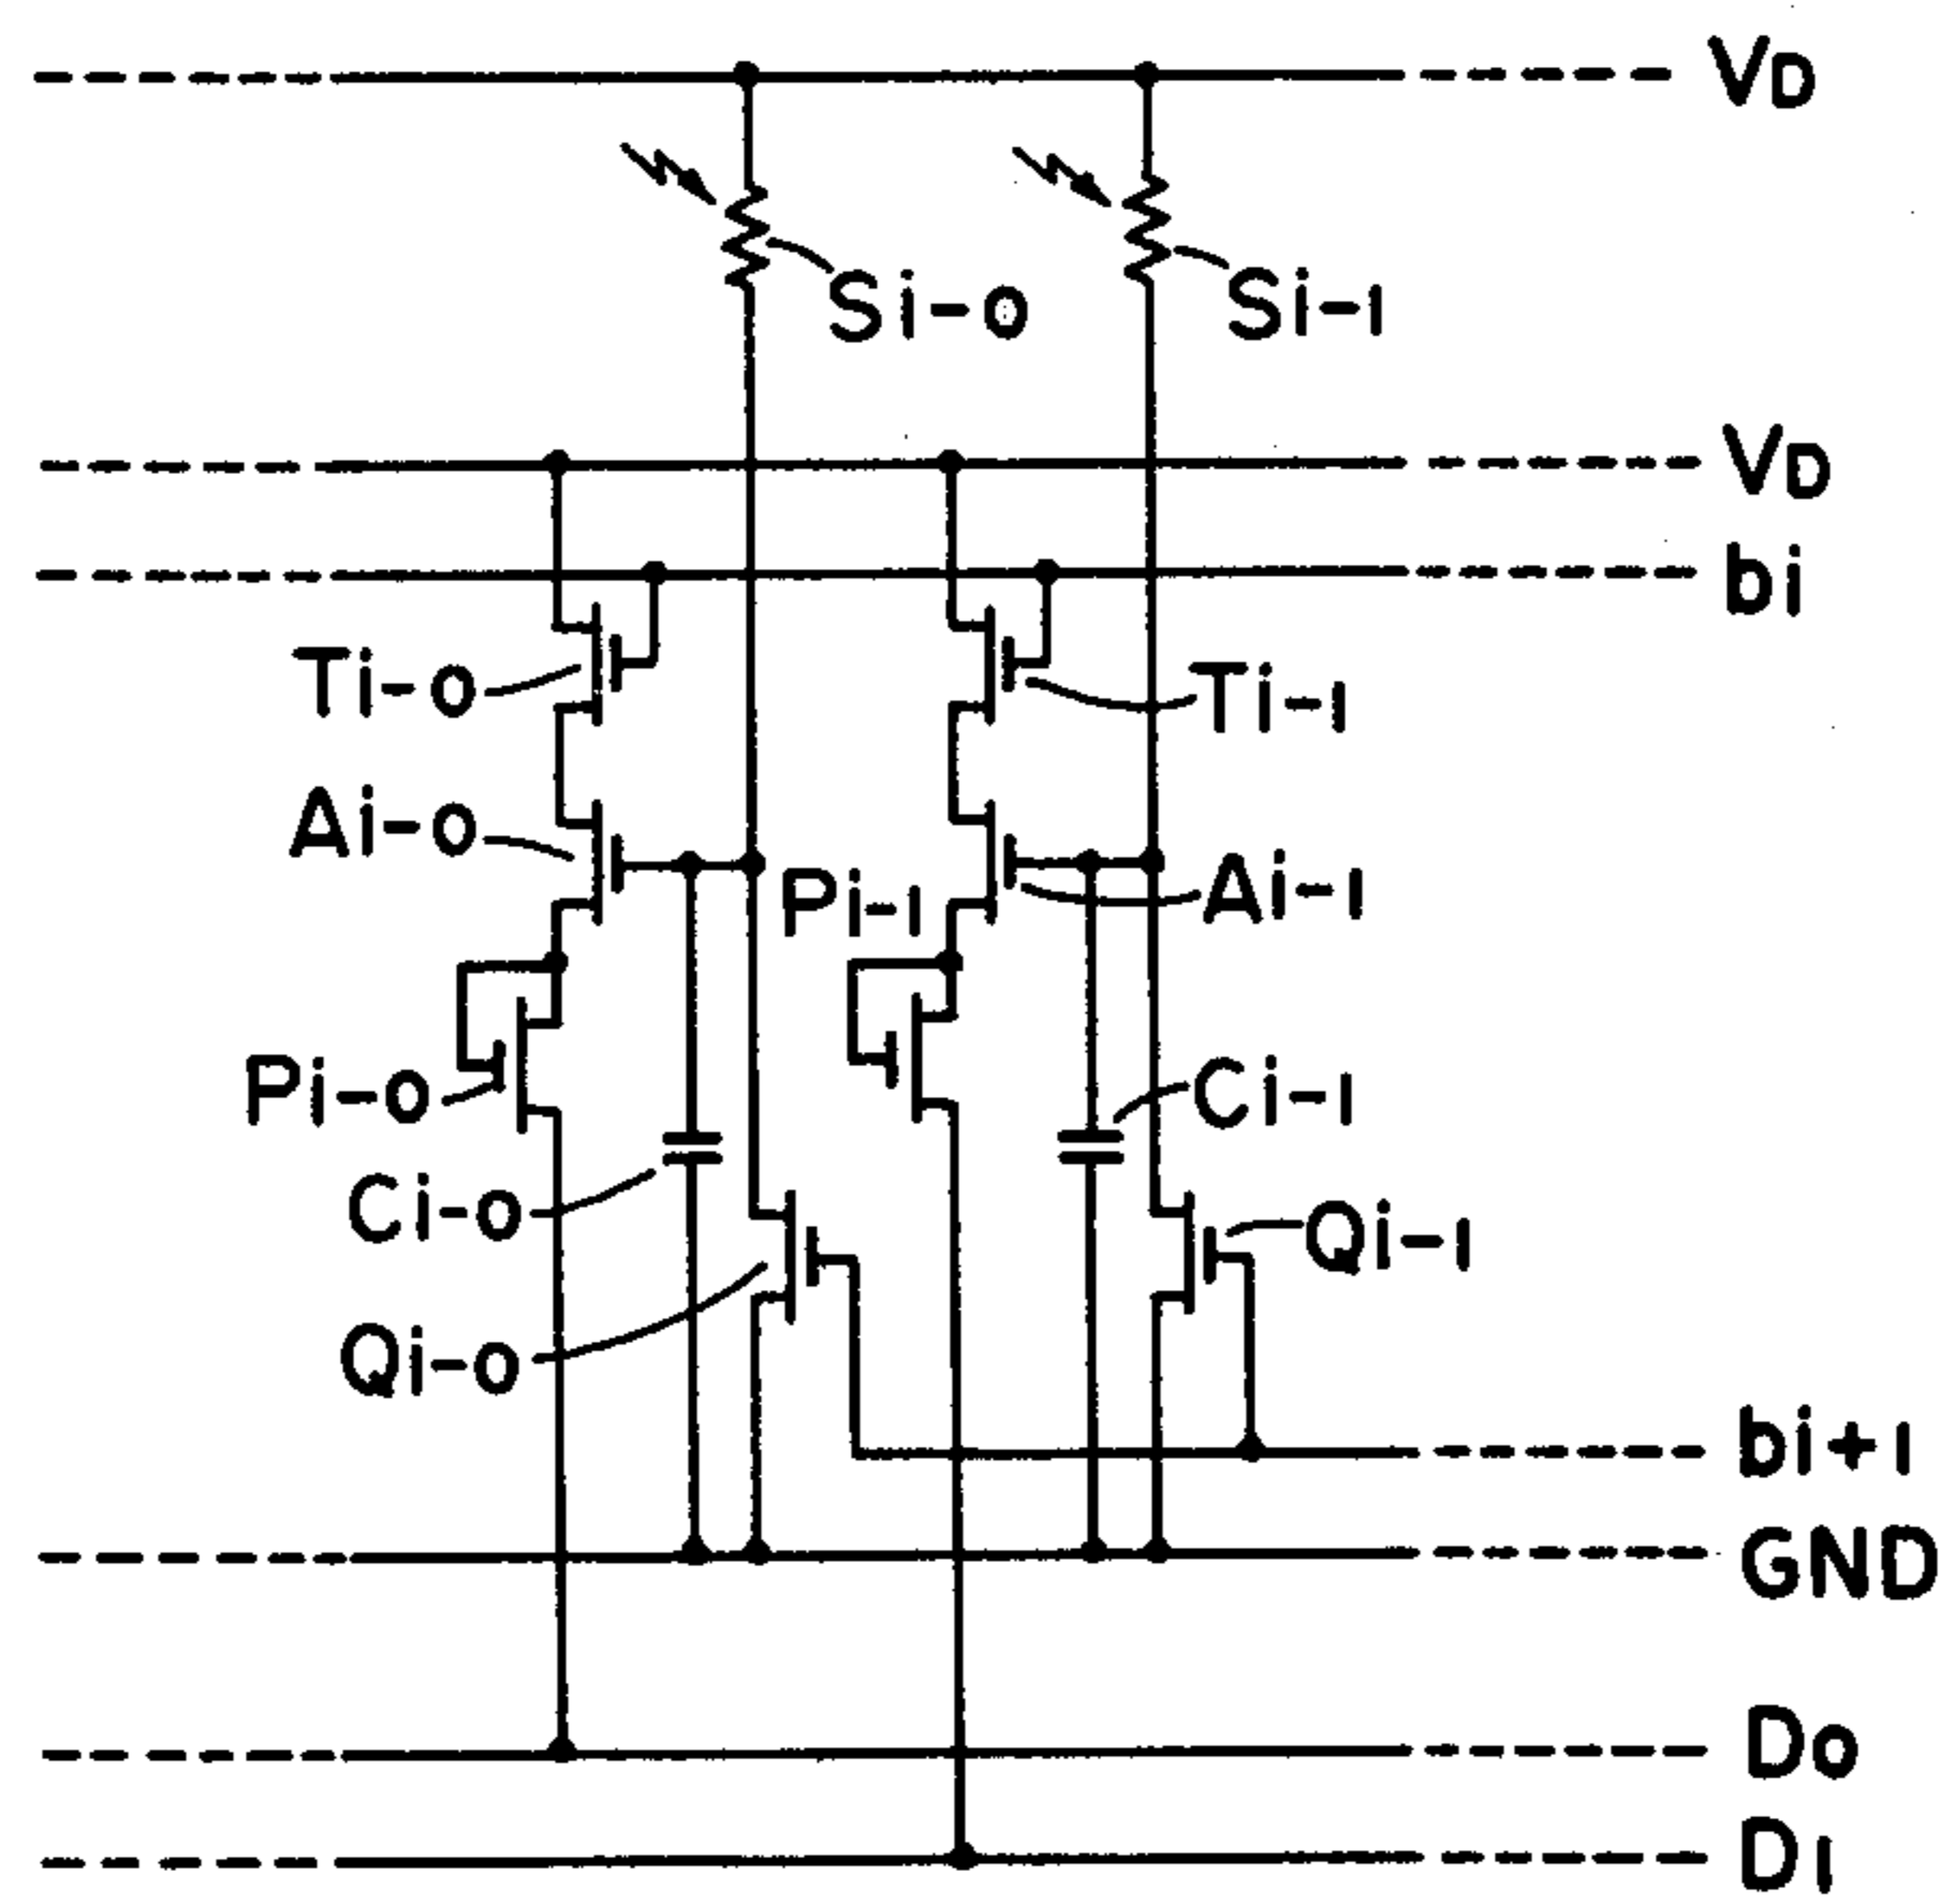 VD
Si-0
Si-1
VD
bi
Ti-0
Ti-1
Ai-0
Pi-1
Ai-1
Pi-0
Ci-1
Ci-0
Qi-1
Qi-0
bi+1
GND
D0
D1